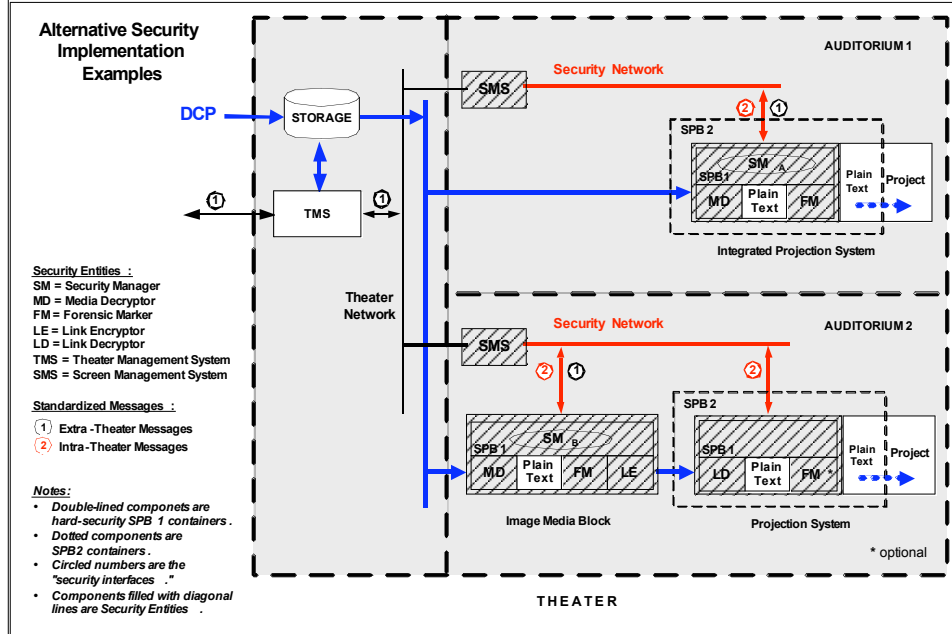 Alternative Security
Implementation
Examples
AUDITORIUM 1
Security Network
SMS
DCP
STORAGE
2 1
SPB 2
SM A
SPB 1
MD
Plain
Text
FM
Plain
Text
Project
Integrated Projection System
1
TMS
1
Security Entities :
SM = Security Manager
MD = Media Decryptor
FM = Forensic Marker
LE = Link Encryptor
LD = Link Decryptor
TMS = Theater Management System
SMS = Screen Management System
Standardized Messages :
1 Extra -Theater Messages
2 Intra-Theater Messages
Notes:
• Double-lined componets are
hard-security SPB 1 containers .
• Dotted components are
SPB2 containers .
• Circled numbers are the
"security interfaces ."
• Components filled with diagonal
lines are Security Entities .
Theater
Network
Security Network
AUDITORIUM 2
SMS
2 1
2
SPB 2
SM B
SPB 1
MD
Plain
Text
FM
LE
Image Media Block
SPB 1
LD
Plain
Text
FM *
Plain
Text
Project
Projection System
* optional
THEATER